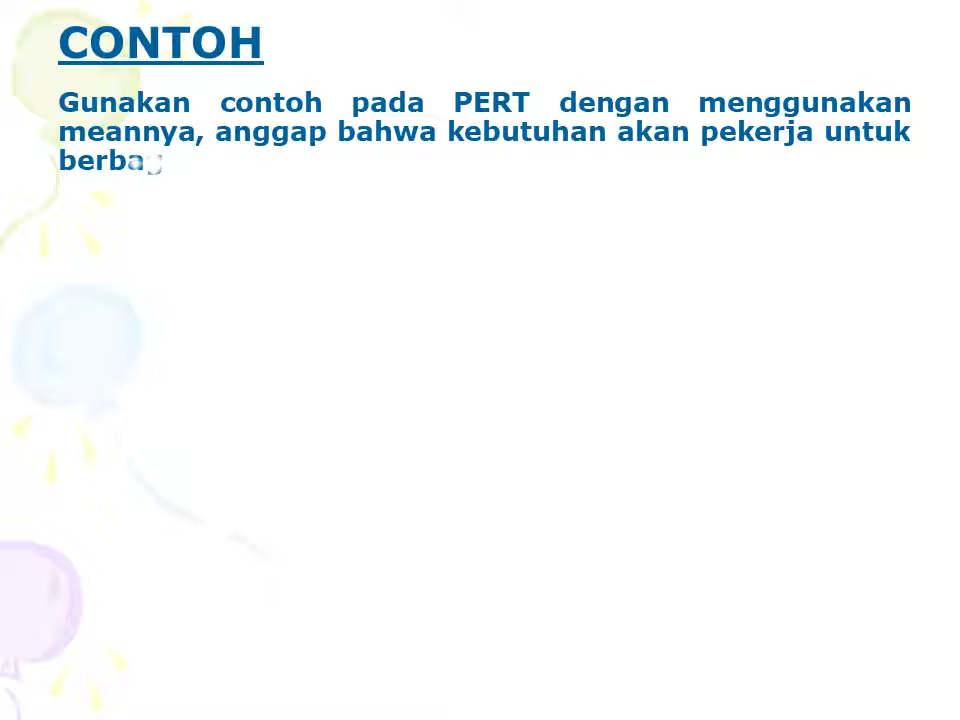 CONTOH
Gunakan contoh pada PERT dengan menggunakan
meannya, anggap bahwa kebutuhan akan pekerja untuk